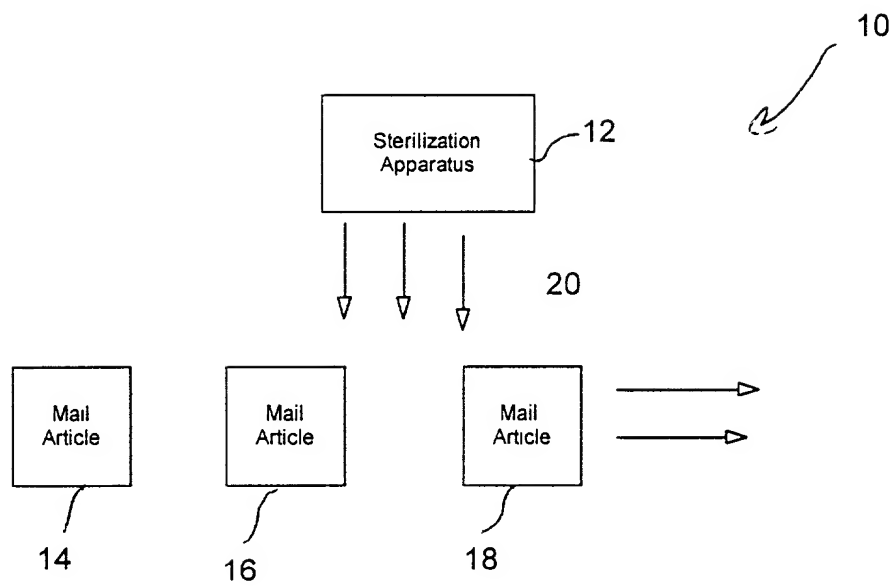 10
Sterilization
Apparatus
12
20
Mail
Article
Mail
Article
Mail
Article
14
16
18